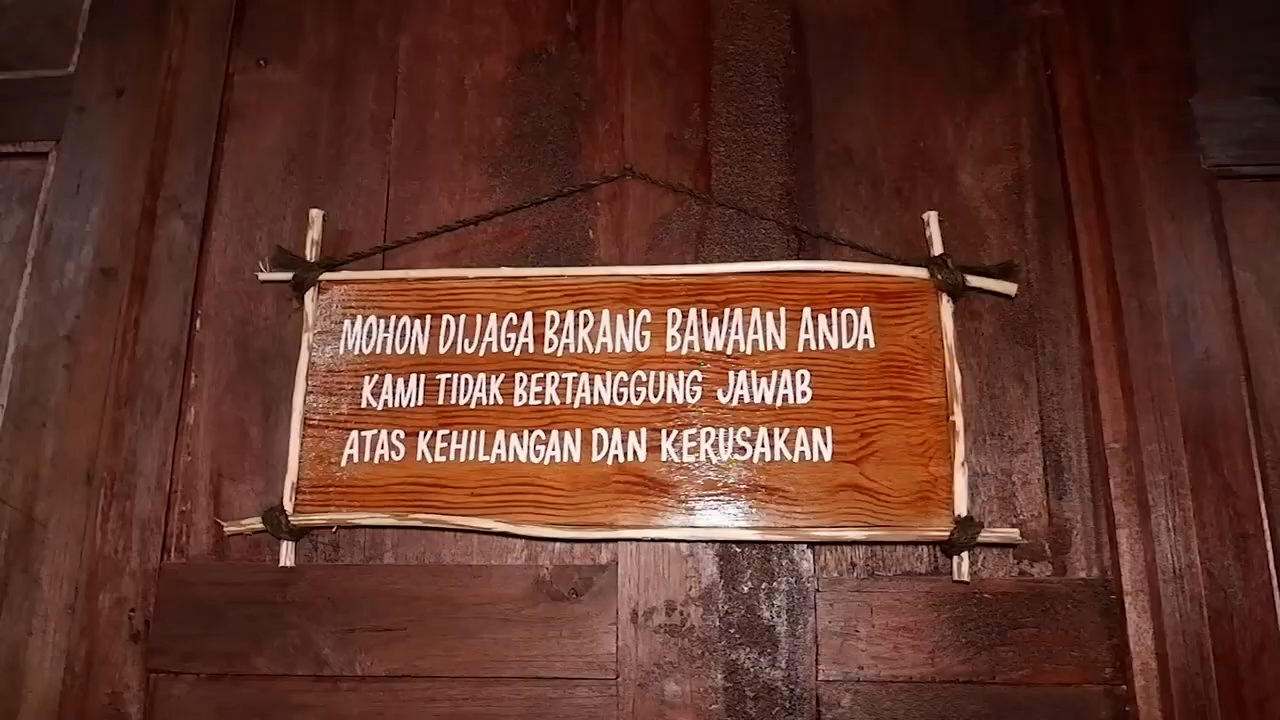 MOHON DIJAGA BARANG BAWAAN ANDA
KAMI TIDAK BERTANGGUNG JAWAB
ATAS KEHILANGAN DAN KERUSAKAN